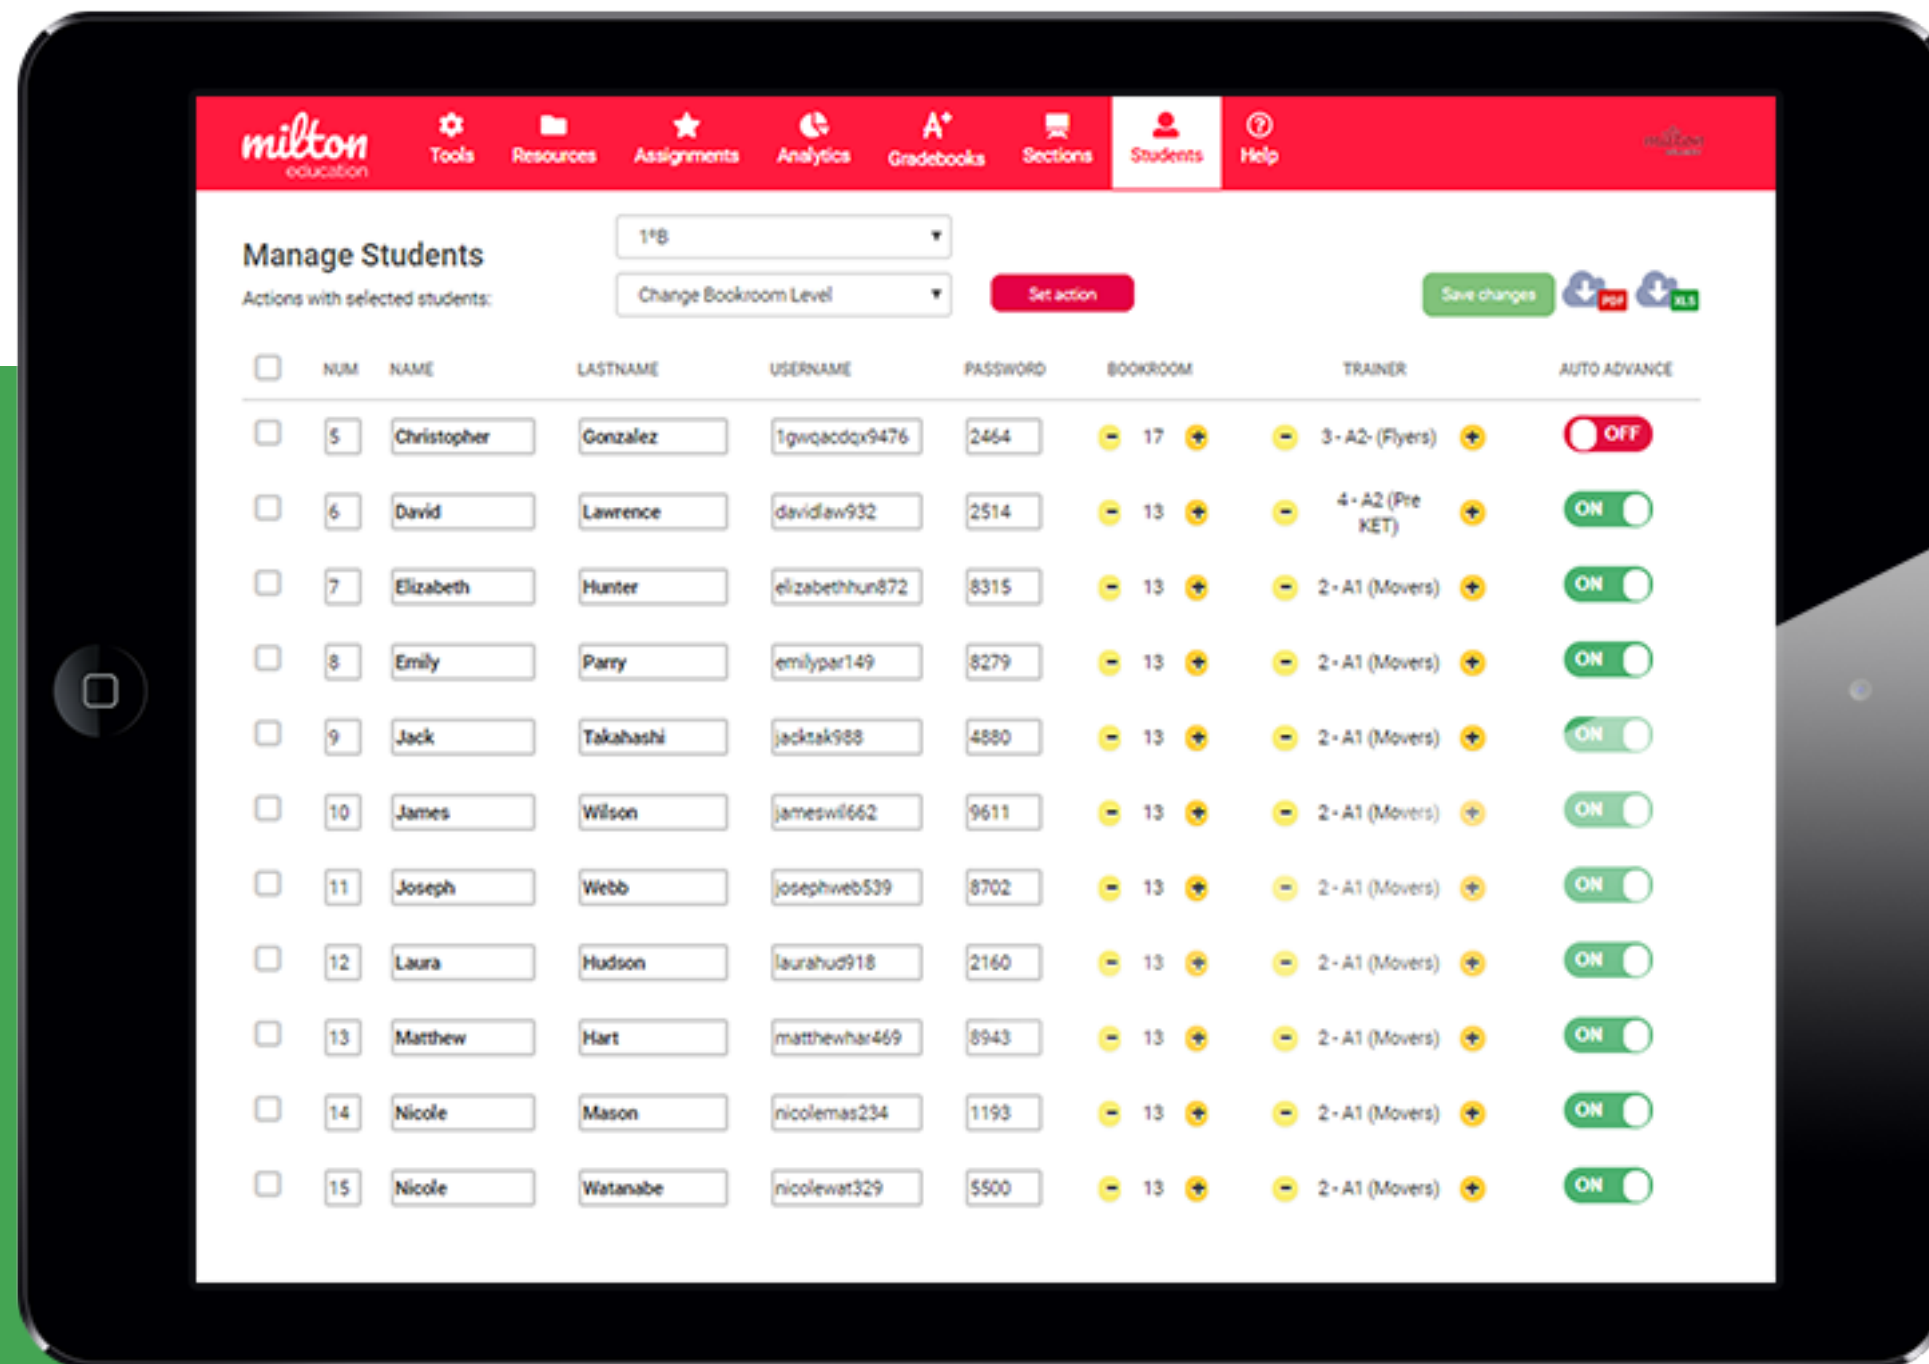 milton
education
Tools
Resources
Assignments
Analytics
A+
Gradebooks
Sections
Students
Help
milton
1ºB
Manage Students
Actions with selected students:
Change Bookroom Level
Set action
Save changes
PDF
XLS
NUM NAME LASTNAME USERNAME PASSWORD BOOKROOM TRAINER AUTO ADVANCE
5 Christopher Gonzalez 1gwqacdqx9476 2464 - 17 + - 3 - A2- (Flyers) + OFF
6 David Lawrence davidlaw932 2514 - 13 + - 4 - A2 (Pre KET) + ON
7 Elizabeth Hunter elizabethhun872 8315 - 13 + - 2 - A1 (Movers) + ON
8 Emily Parry emilypar149 8279 - 13 + - 2 - A1 (Movers) + ON
9 Jack Takahashi jacktak988 4880 - 13 + - 2 - A1 (Movers) + ON
10 James Wilson jameswil662 9611 - 13 + - 2 - A1 (Movers) + ON
11 Joseph Webb josephweb539 8702 - 13 + - 2 - A1 (Movers) + ON
12 Laura Hudson laurahud918 2160 - 13 + - 2 - A1 (Movers) + ON
13 Matthew Hart matthewhar469 8943 - 13 + - 2 - A1 (Movers) + ON
14 Nicole Mason nicolemas234 1193 - 13 + - 2 - A1 (Movers) + ON
15 Nicole Watanabe nicolewat329 5500 - 13 + - 2 - A1 (Movers) + ON